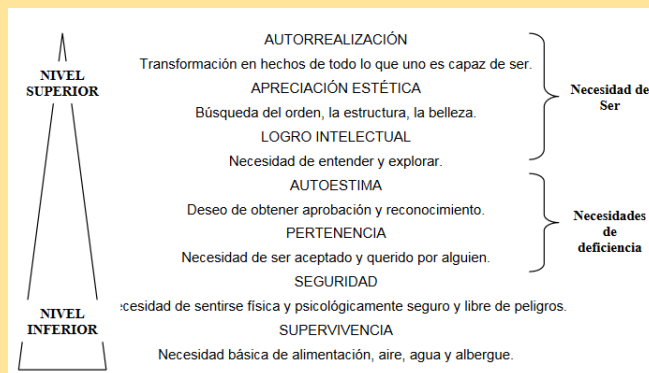 AUTORREALIZACIÓN
Transformación en hechos de todo lo que uno es capaz de ser.
APRECIACIÓN ESTÉTICA
Búsqueda del orden, la estructura, la belleza.
LOGRO INTELECTUAL
Necesidad de entender y explorar.
AUTOESTIMA
Deseo de obtener aprobación y reconocimiento.
PERTENENCIA
Necesidad de ser aceptado y querido por alguien.
SEGURIDAD
ecesidad de sentirse física y psicológicamente seguro y libre de peligros.
SUPERVIVENCIA
Necesidad básica de alimentación, aire, agua y albergue.
NIVEL
SUPERIOR
NIVEL
INFERIOR
Necesidad de
Ser
Necesidades
de
deficiencia